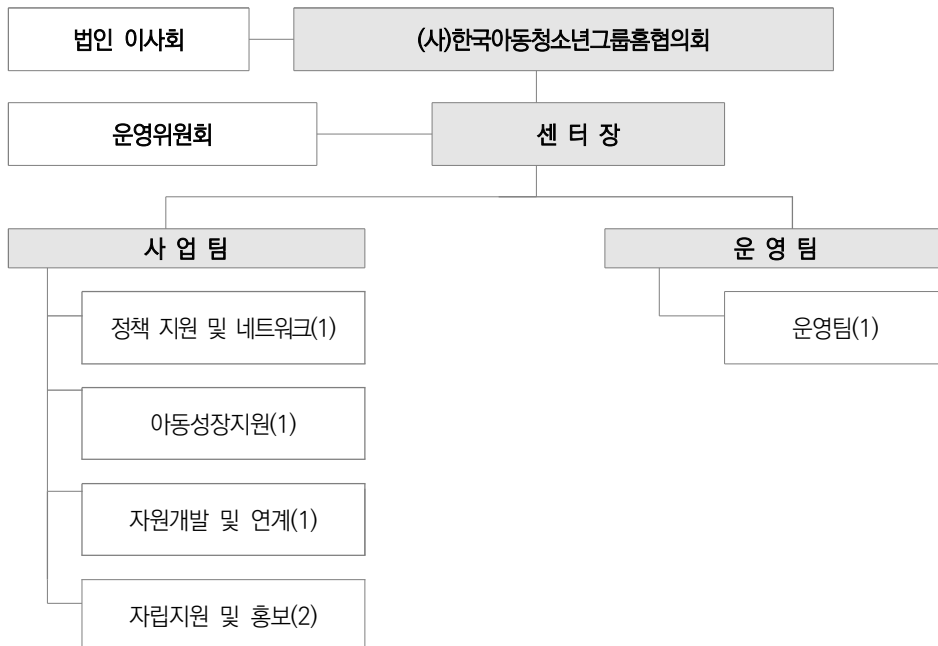 법인 이사회
(사)한국아동청소년그룹홈협의회
운영위원회
센 터 장
사 업 팀
운 영 팀
정책 지원 및 네트워크(1)
운영팀(1)
아동성장지원(1)
자원개발 및 연계(1)
자립지원 및 홍보(2)